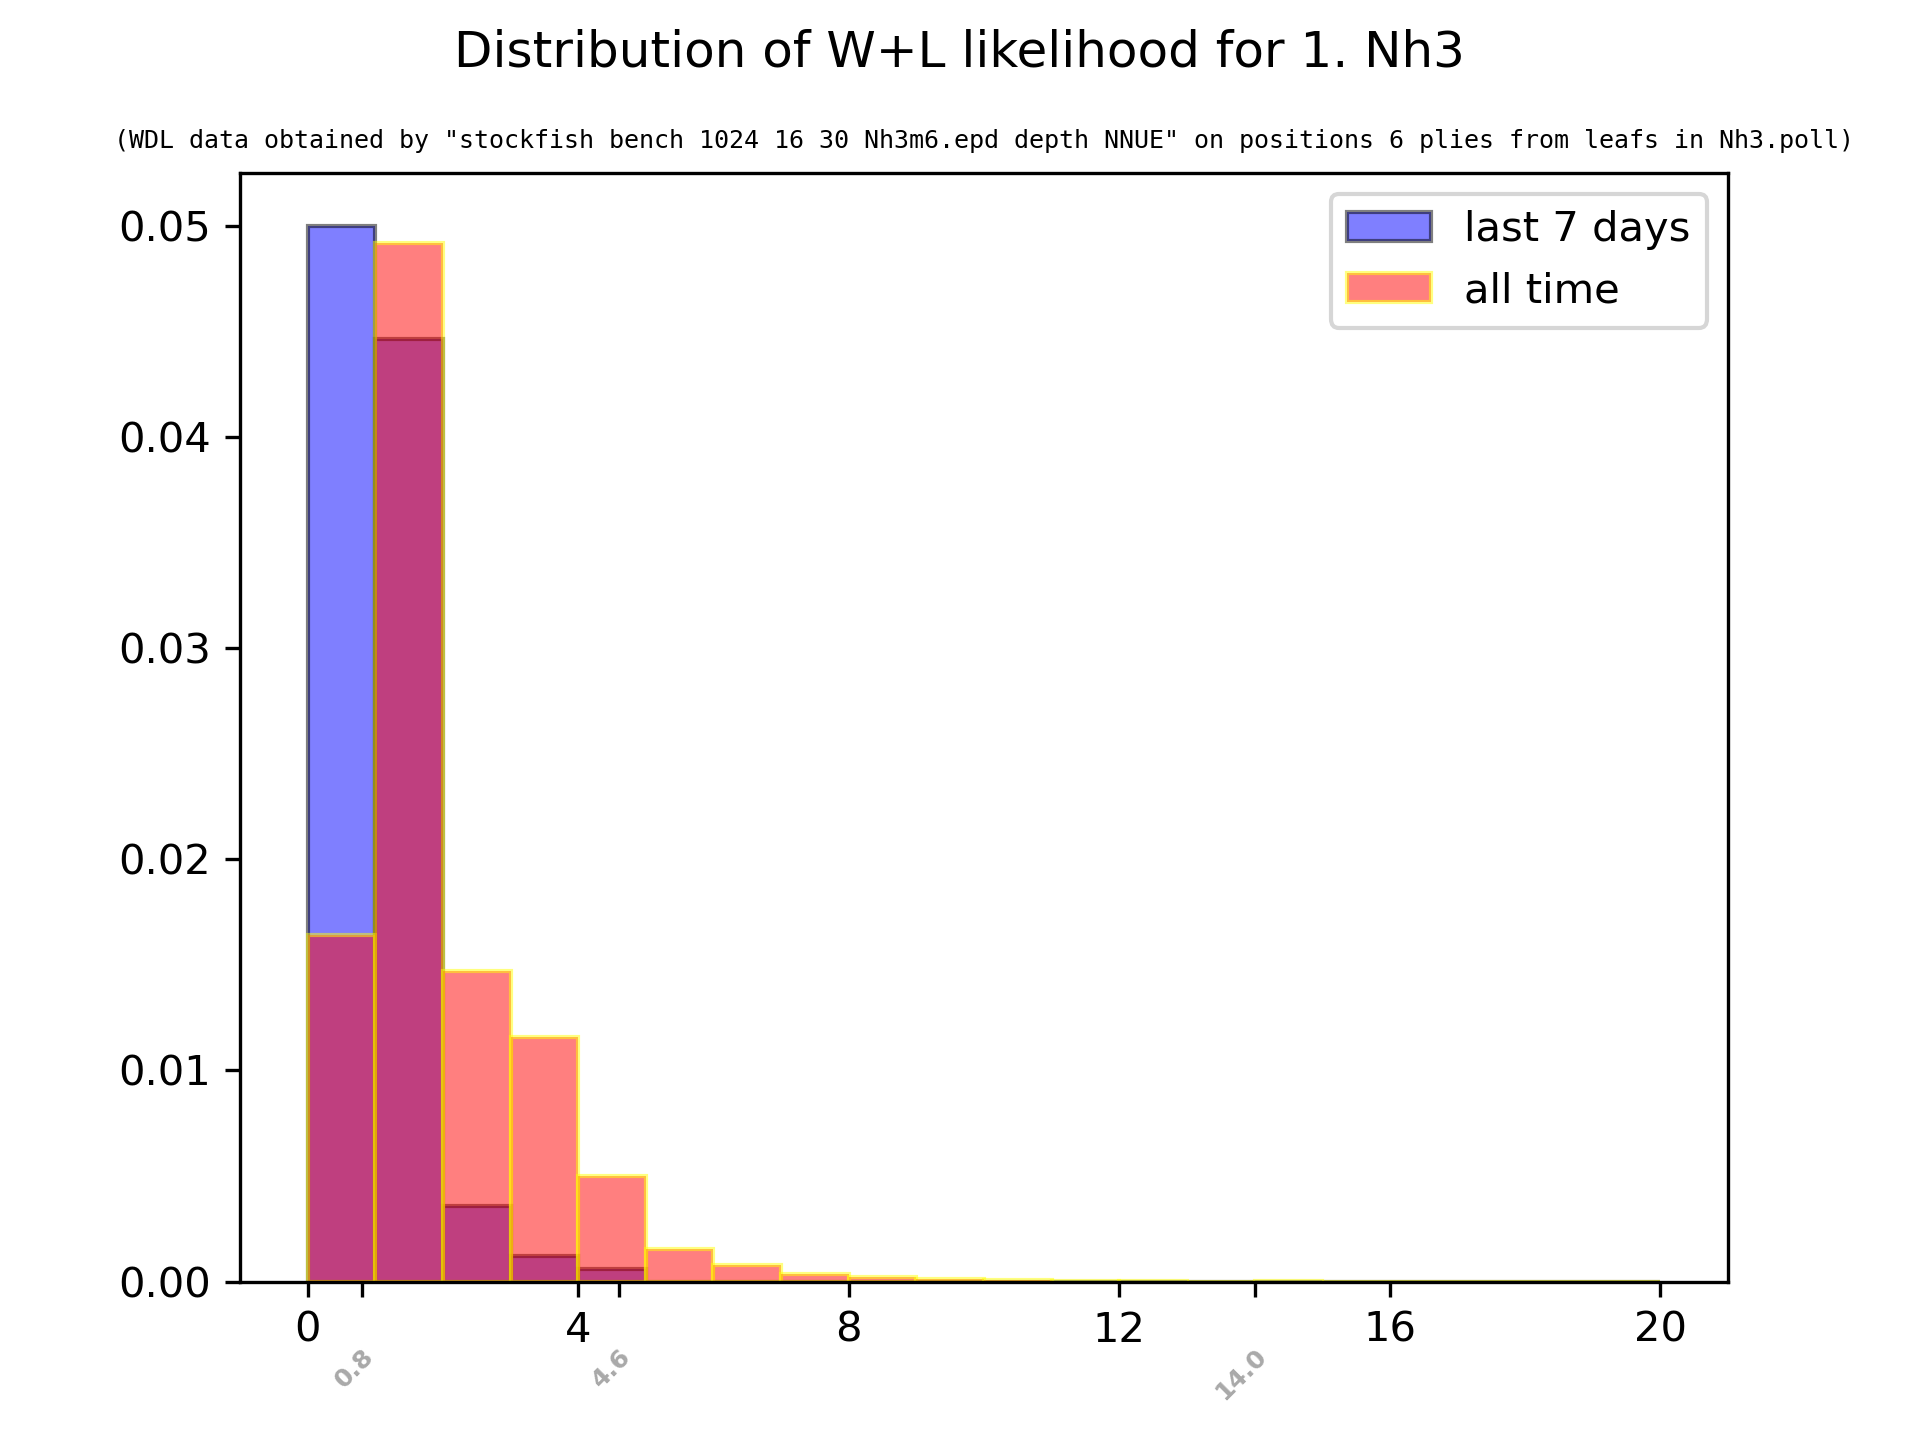 Distribution of W+L likelihood for 1. Nh3
(WDL data obtained by "stockfish bench 1024 16 30 Nh3m6.epd depth NNUE" on positions 6 plies from leafs in Nh3.poll)
last 7 days
all time
0.05
0.04
0.03
0.02
0.01
0.00
0 4 8 12 16 20
0.8 4.6 14.0